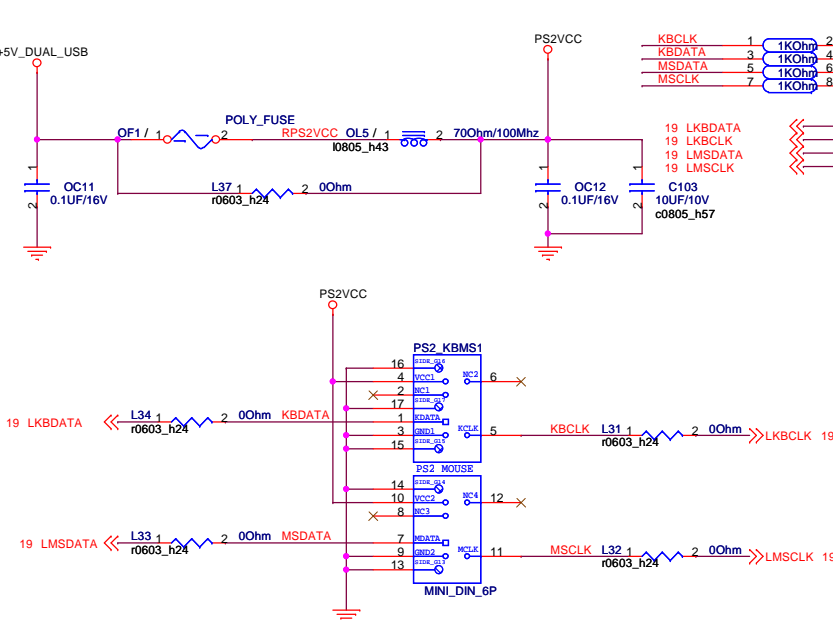 +5V_DUAL_USB
PS2VCC
KBCLK 1 1KOhm 2
KBDATA 3 1KOhm 4
MSDATA 5 1KOhm 6
MSCLK 7 1KOhm 8
POLY_FUSE
OF1 / 1 2 RPS2VCC OL5 / 1 2 70Ohm/100Mhz
l0805_h43
19 LKBDATA
19 LKBCLK
19 LMSDATA
19 LMSCLK
1 OC11
0.1UF/16V
2
L37 1 2 0Ohm
r0603_h24
1 OC12
0.1UF/16V
2
1 C103
10UF/10V
2 c0805_h57
PS2VCC
PS2_KBMS1
16 SIDE_G16
4 VCC1 NC2 6
2 NC1
17 SIDE_G17
19 LKBDATA L34 1 2 0Ohm KBDATA 1 KDATA
r0603_h24
3 GND1 KCLK 5 KBCLK L31 1 2 0Ohm LKBCLK 19
r0603_h24
15 SIDE_G15
PS2 MOUSE
14 SIDE_G14
10 VCC2 NC4 12
8 NC3
19 LMSDATA L33 1 2 0Ohm MSDATA 7 MDATA
r0603_h24
9 GND2 MCLK 11 MSCLK L32 1 2 0Ohm LMSCLK 19
r0603_h24
13 SIDE_G13
MINI_DIN_6P